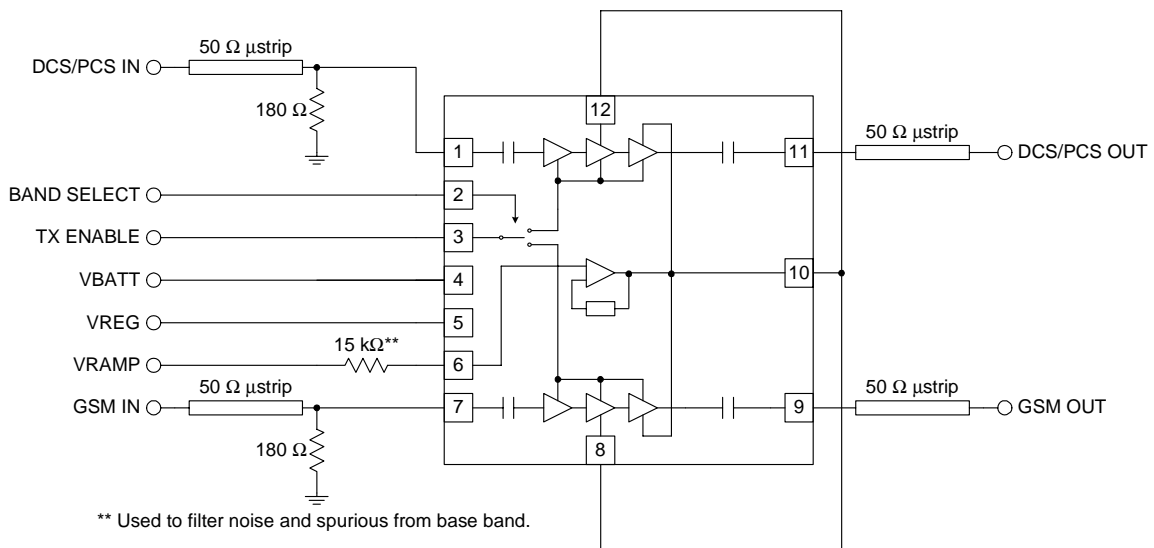 50 Ω µstrip
DCS/PCS IN
180 Ω
12
1
11
50 Ω µstrip
DCS/PCS OUT
BAND SELECT
2
TX ENABLE
3
VBATT
4
10
VREG
5
15 kΩ**
VRAMP
6
50 Ω µstrip
GSM IN
7
9
50 Ω µstrip
GSM OUT
180 Ω
8
** Used to filter noise and spurious from base band.